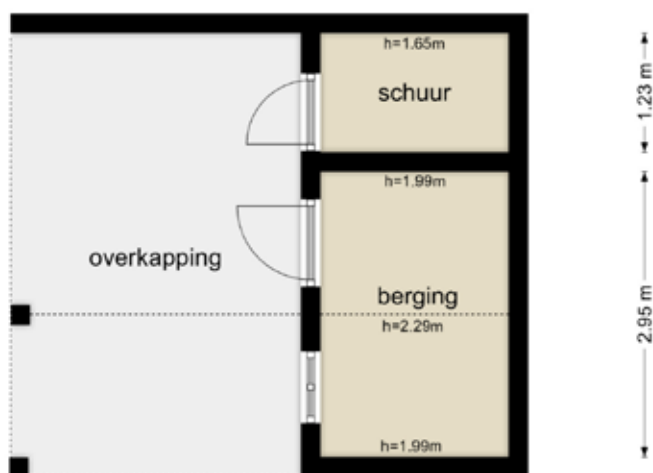 h=1.65m
schuur
1.23 m
h=1.99m
overkapping
berging
h=2.29m
2.95 m
h=1.99m